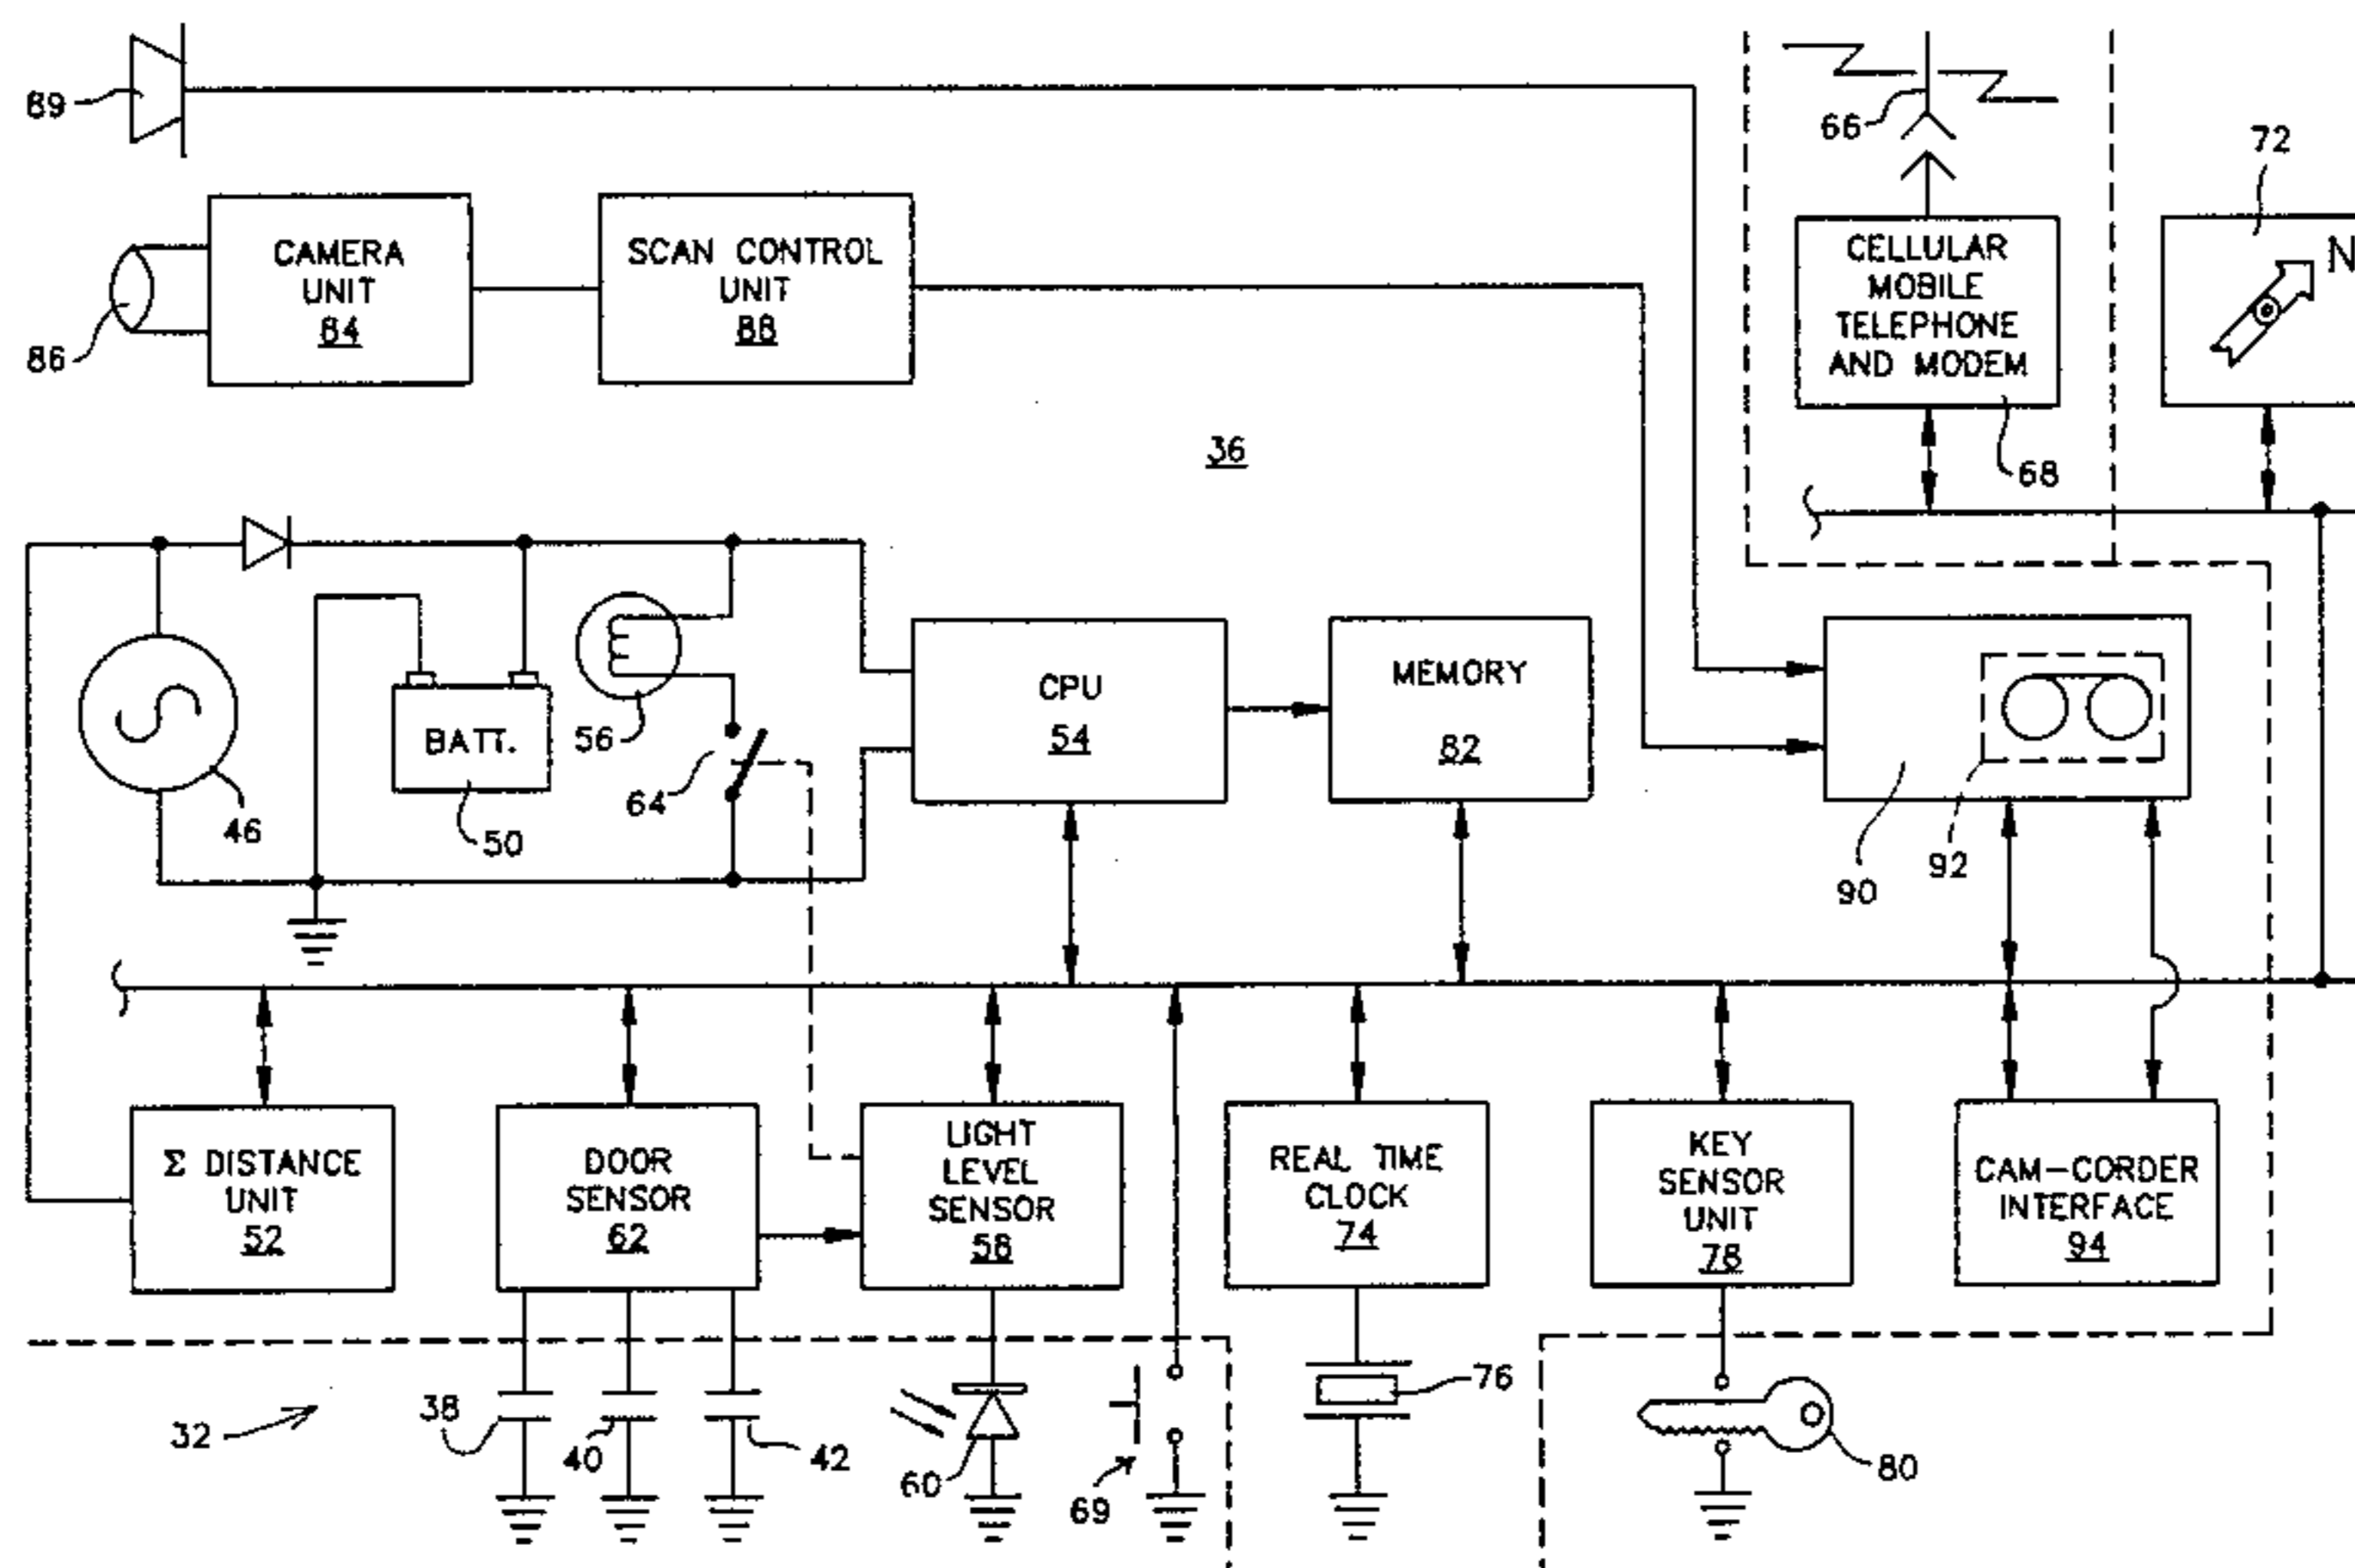 89
66
72
N
CAMERA
UNIT
84
86
SCAN CONTROL
UNIT
88
CELLULAR
MOBILE
TELEPHONE
AND MODEM
68
36
46
BATT.
50
56
64
CPU
54
MEMORY
82
90
92
Σ DISTANCE
UNIT
52
DOOR
SENSOR
62
LIGHT
LEVEL
SENSOR
58
REAL TIME
CLOCK
74
KEY
SENSOR
UNIT
78
CAM-CORDER
INTERFACE
94
32
38
40
42
60
69
76
80